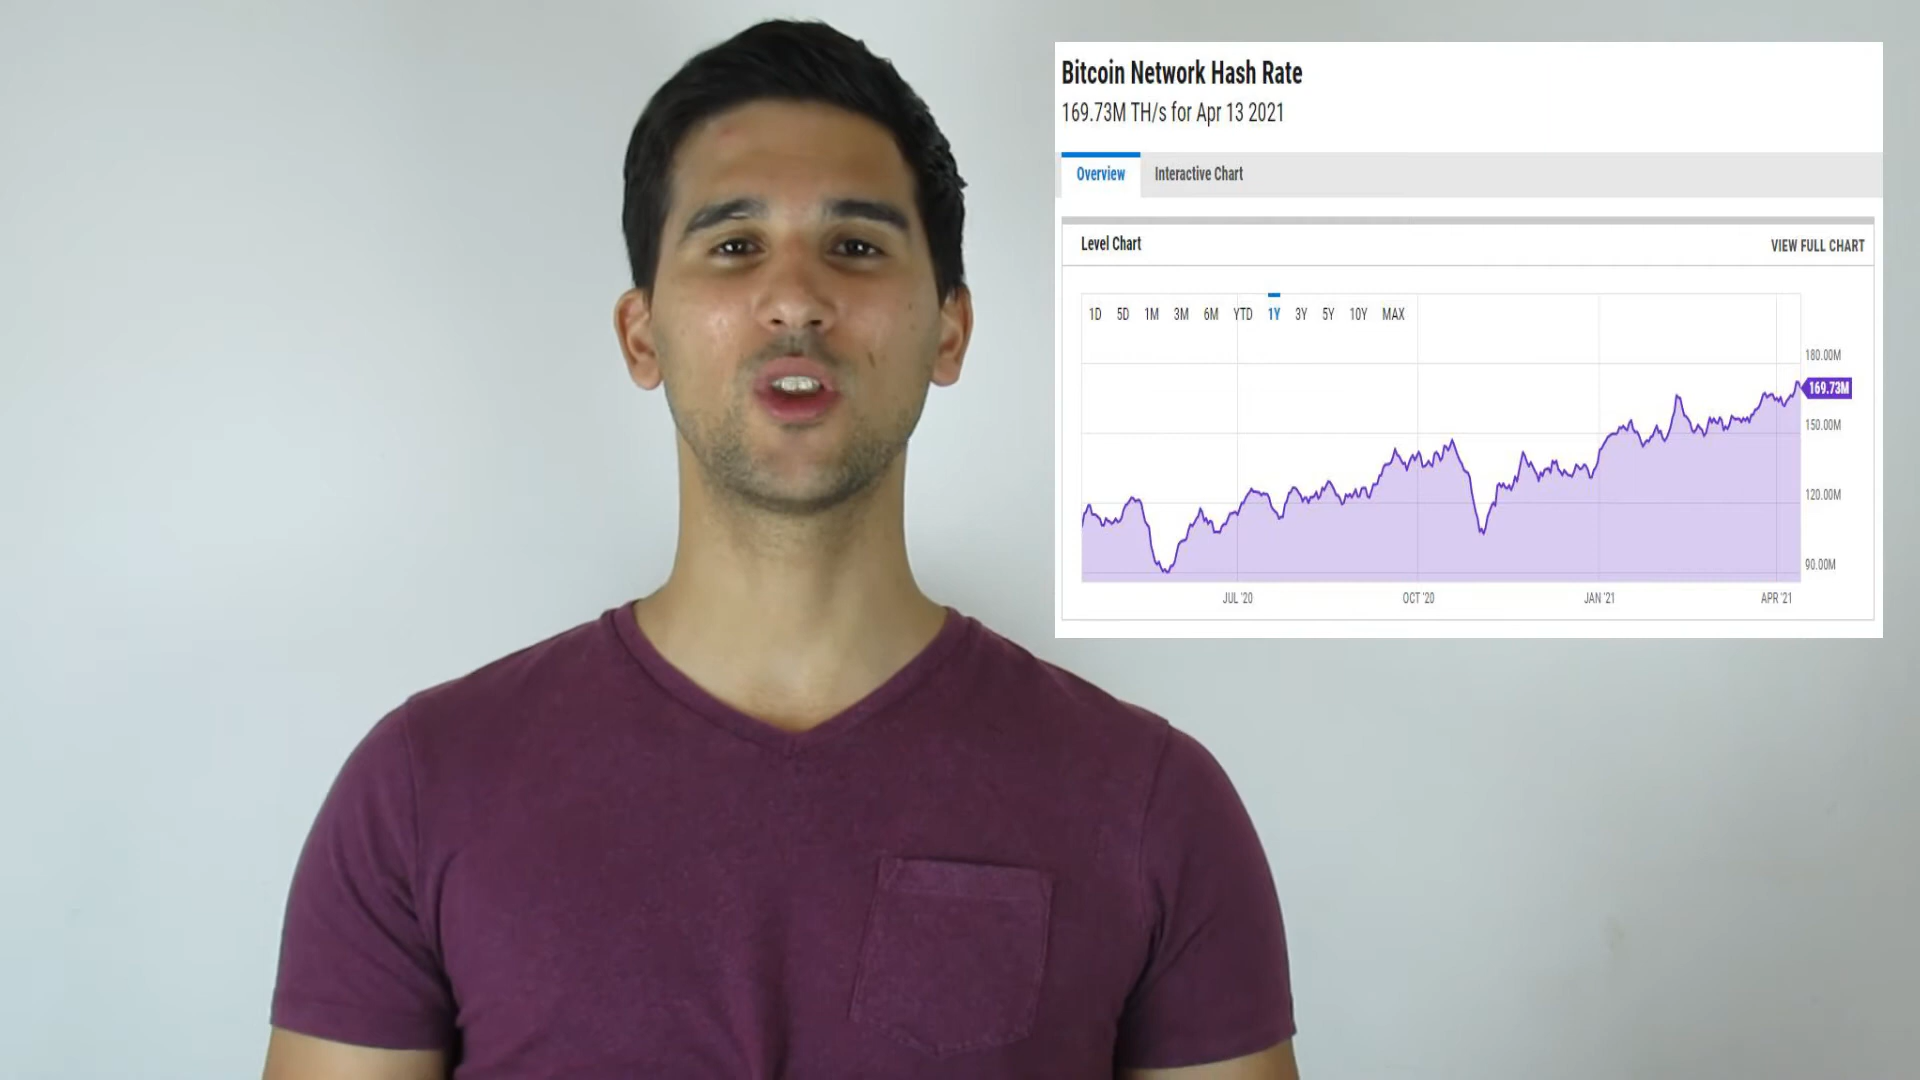 Bitcoin Network Hash Rate
169.73M TH/s for Apr 13 2021
Overview Interactive Chart
Level Chart VIEW FULL CHART
1D 5D 1M 3M 6M YTD 1Y 3Y 5Y 10Y MAX
180.00M
169.73M
150.00M
120.00M
90.00M
JUL '20 OCT '20 JAN '21 APR '21